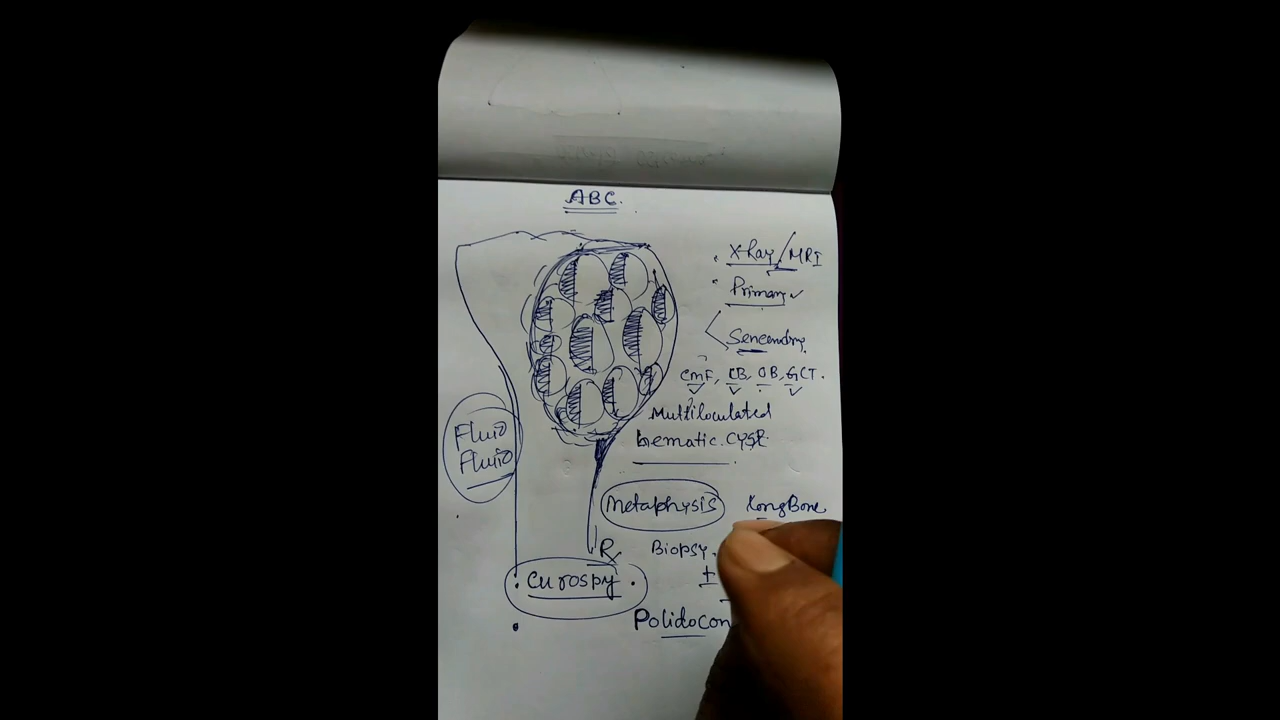 ABC.
X-Ray/MRI
Primary ✓
Sencendry.
CMF, CB, OB, GCT.
Multiloculated
hematic. CYST.
Fluid
Fluid
Metaphysis Long Bone
Rx Biopsy.
Curospy. ±
Polidocon